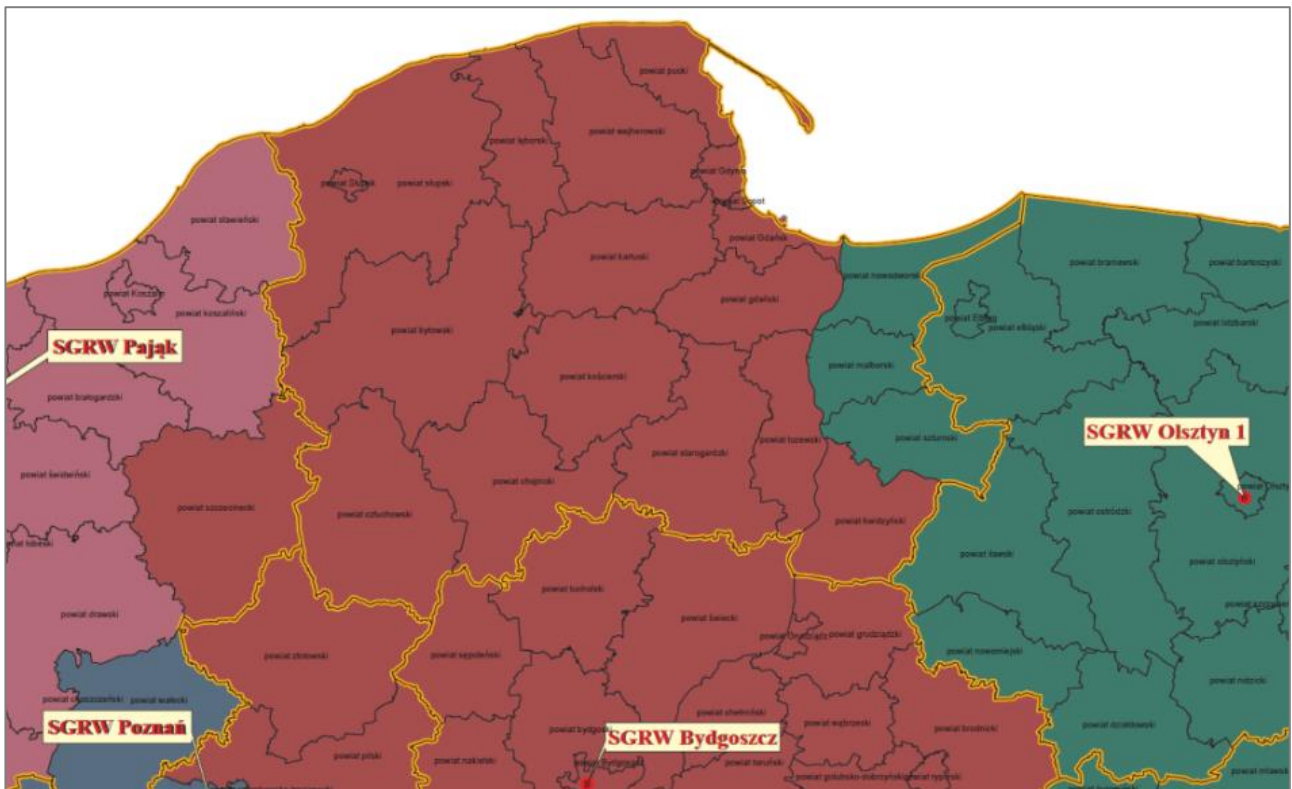 powiat pucki
powiat wejherowski
powiat lęborski
powiat Gdynia
powiat Słupsk
powiat słupski
powiat Sopot
powiat sławieński
powiat Gdańsk
powiat kartuski
powiat nowodworski
powiat braniewski
powiat bartoszycki
powiat Koszalin
powiat koszaliński
powiat gdański
powiat Elbląg
powiat elbląski
powiat lidzbarski
powiat bytowski
SGRW Pająk
powiat malborski
powiat kościerski
powiat białogardzki
SGRW Olsztyn 1
powiat sztumski
powiat starogardzki
powiat tczewski
powiat świdwiński
powiat chojnicki
powiat szczecinecki
powiat człuchowski
powiat ostródzki
powiat kwidzyński
powiat iławski
powiat olsztyński
powiat tucholski
powiat drawski
powiat świecki
powiat Grudziądz
powiat grudziądzki
powiat złotowski
powiat sępoleński
powiat nowomiejski
powiat nidzicki
powiat wałecki
powiat chełmiński
powiat wąbrzeski
powiat brodnicki
powiat działdowski
SGRW Poznań
SGRW Bydgoszcz
powiat pilski
powiat nakielski
powiat toruński
powiat golubsko-dobrzyński
powiat rypiński